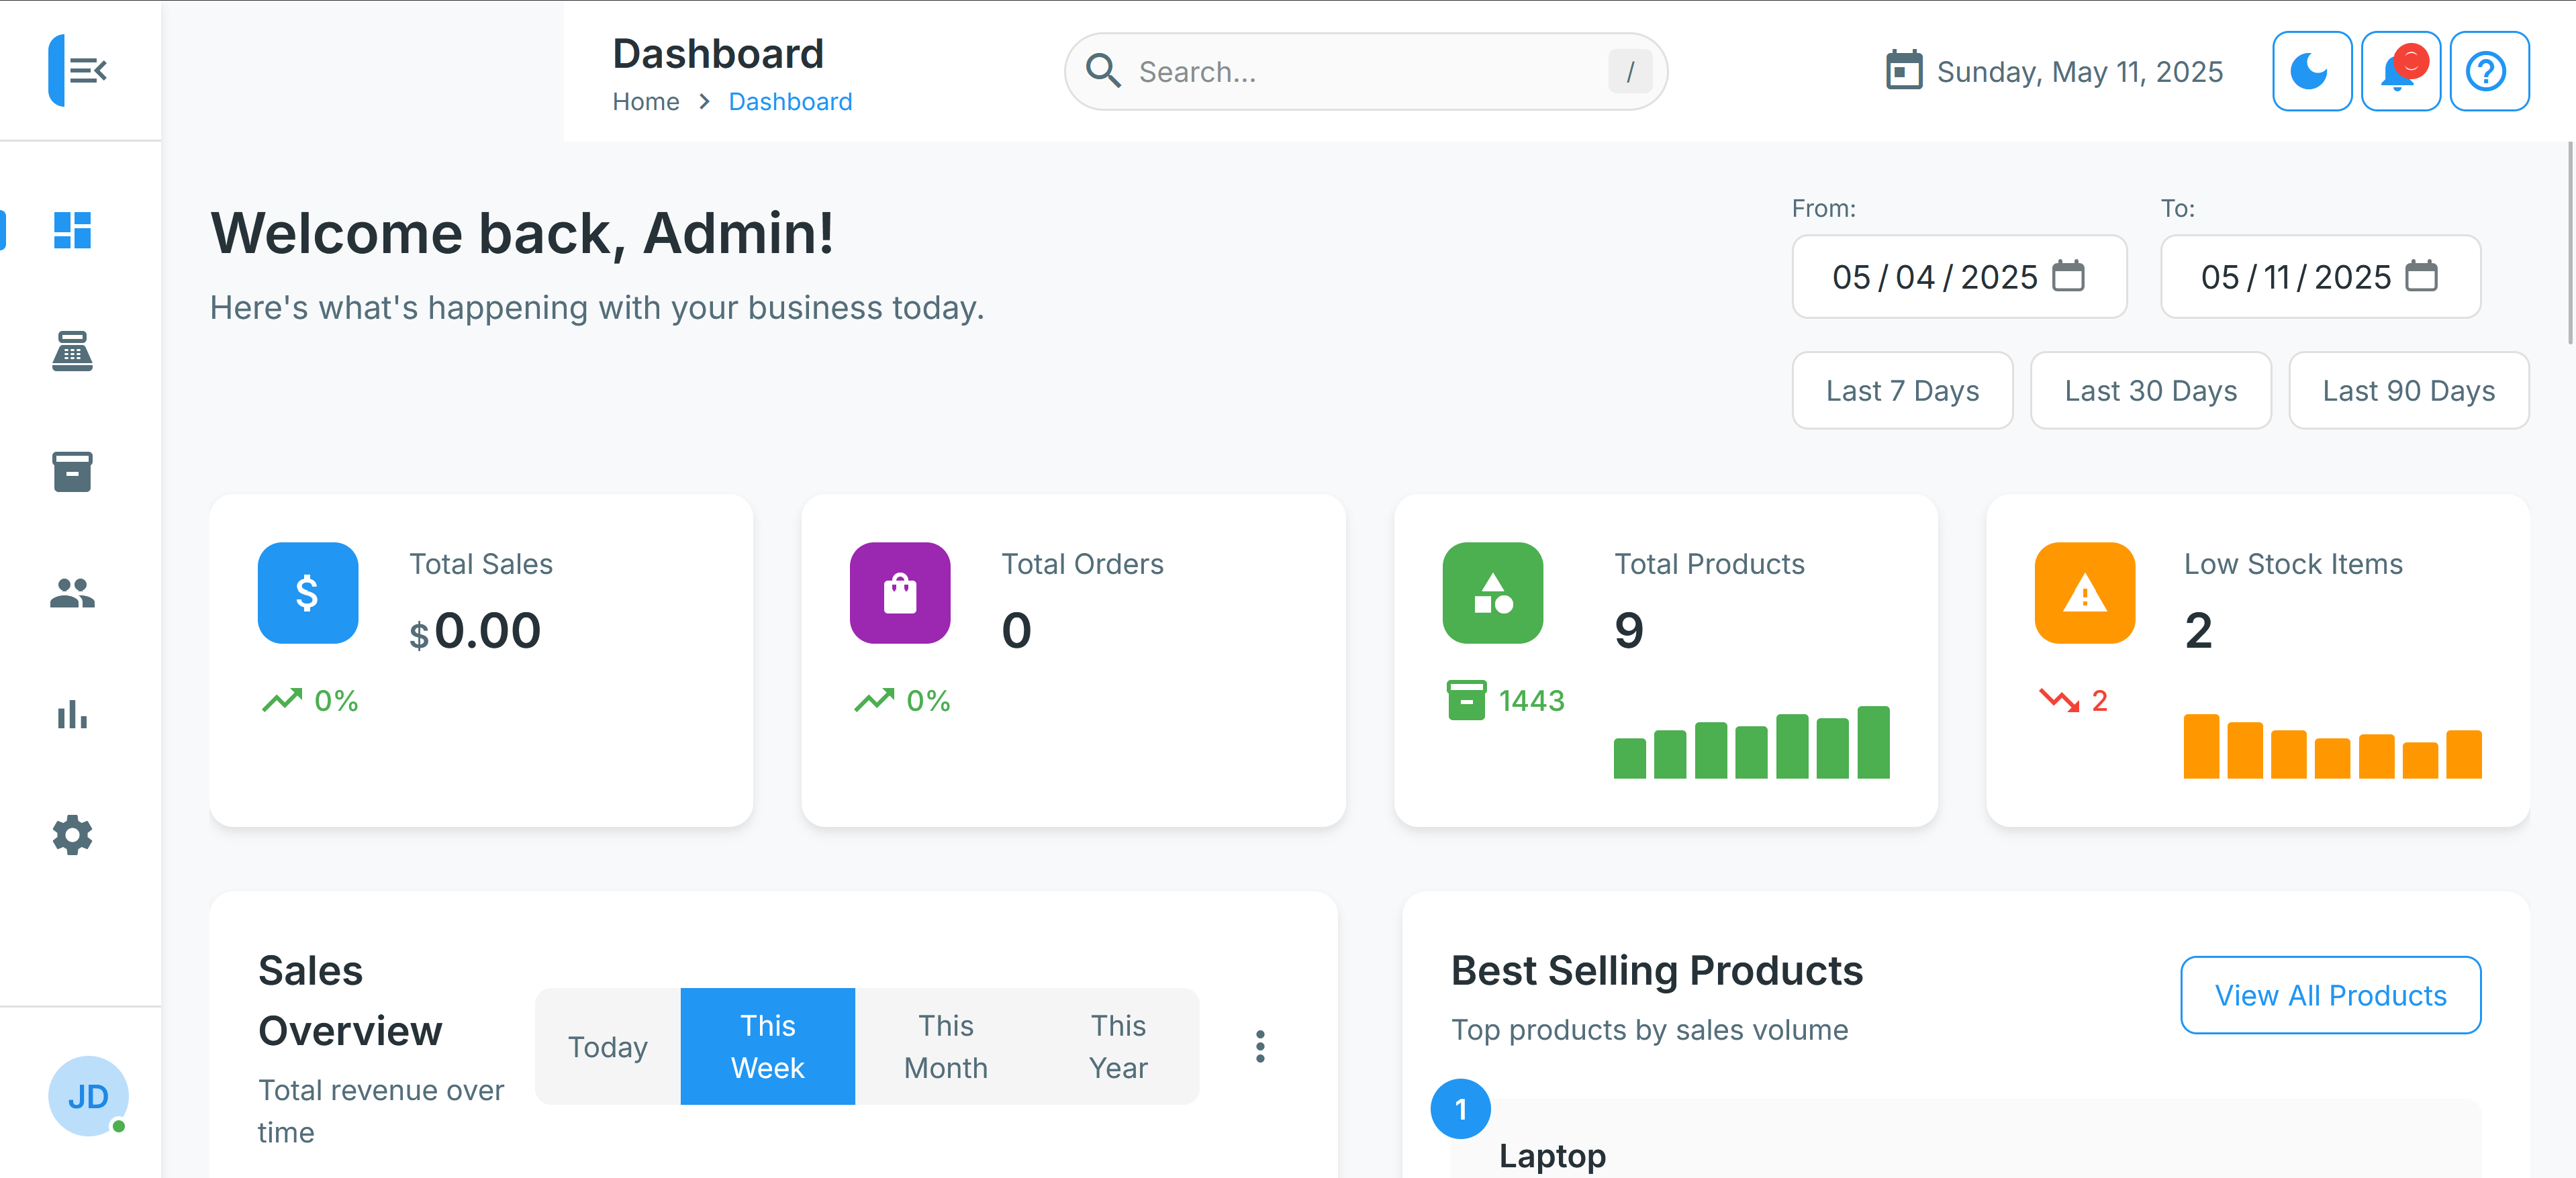 Dashboard
Home > Dashboard
Search...
/
Sunday, May 11, 2025
Welcome back, Admin!
Here's what's happening with your business today.
From:
05/04/2025
To:
05/11/2025
Last 7 Days
Last 30 Days
Last 90 Days
Total Sales
$0.00
0%
Total Orders
0
0%
Total Products
9
1443
Low Stock Items
2
2
Sales
Overview
Total revenue over
time
Today
This
Week
This
Month
This
Year
Best Selling Products
Top products by sales volume
View All Products
1
Laptop
JD